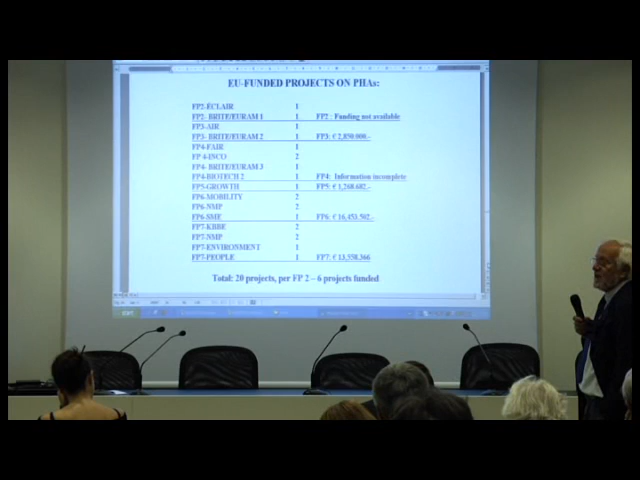 EU-FUNDED PROJECTS ON PHAs:
FP2-ÉCLAIR 1
FP2- BRITE/EURAM 1 1 FP2 : Funding not available
FP3-AIR 1
FP3- BRITE/EURAM 2 1 FP3: € 2,850.000.-
FP4-FAIR 1
FP4-INCO 2
FP4- BRITE/EURAM 3 1
FP4-BIOTECH 2 1 FP4: Information incomplete
FP5-GROWTH 1 FP5: € 1,268.682.-
FP6-MOBILITY 2
FP6-NMP 2
FP6-SME 1 FP6: € 16,453.502.-
FP7-KBBE 2
FP7-NMP 2
FP7-ENVIRONMENT 1
FP7-PEOPLE 1 FP7: € 13,558.366
Total: 20 projects, per FP 2 – 6 projects funded